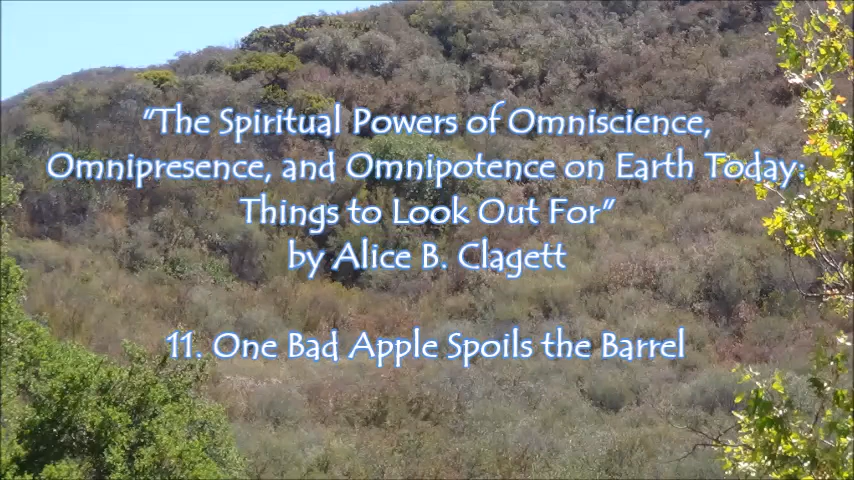 "The Spiritual Powers of Omniscience,
Omnipresence, and Omnipotence on Earth Today:
Things to Look Out For"
by Alice B. Clagett
11. One Bad Apple Spoils the Barrel